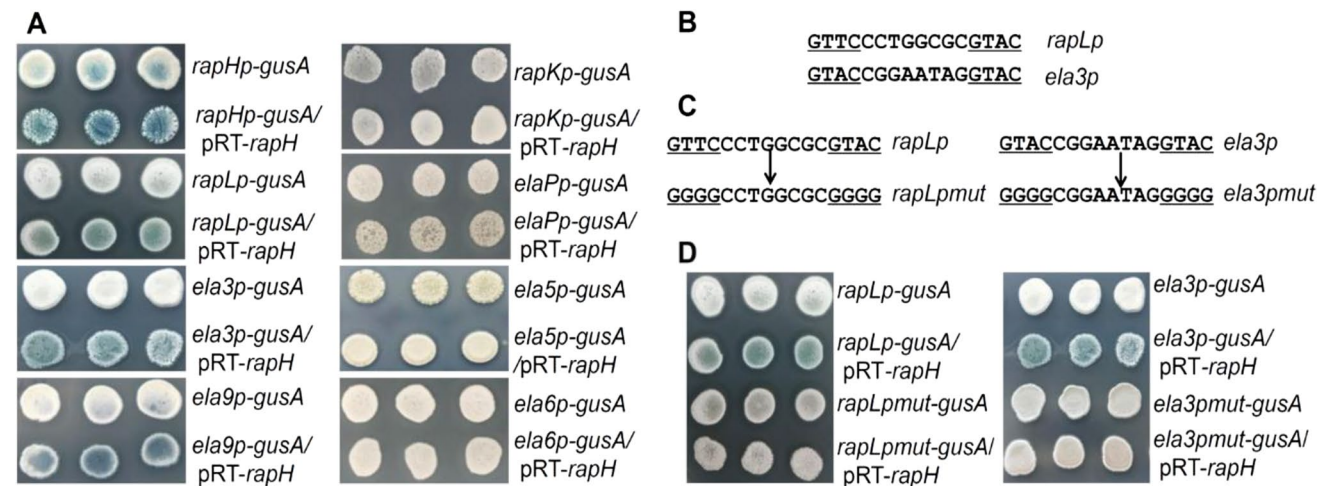 A
rapHp-gusA
rapHp-gusA/
pRT-rapH
rapLp-gusA
rapLp-gusA/
pRT-rapH
ela3p-gusA
ela3p-gusA/
pRT-rapH
ela9p-gusA
ela9p-gusA/
pRT-rapH
rapKp-gusA
rapKp-gusA/
pRT-rapH
elaPp-gusA
elaPp-gusA/
pRT-rapH
ela5p-gusA
ela5p-gusA
/pRT-rapH
ela6p-gusA
ela6p-gusA/
pRT-rapH
B
GTTCCCTGGCGCGTAC rapLp
GTACCGGAATAGGTAC ela3p
C
GTTCCCTGGCGCGTAC rapLp
GGGGCCTGGCGCGGGG rapLpmut
GTACCGGAATAGGTAC ela3p
GGGGCGGAATAGGGGG ela3pmut
D
rapLp-gusA
rapLp-gusA/
pRT-rapH
rapLpmut-gusA
rapLpmut-gusA/
pRT-rapH
ela3p-gusA
ela3p-gusA/
pRT-rapH
ela3pmut-gusA
ela3pmut-gusA/
pRT-rapH